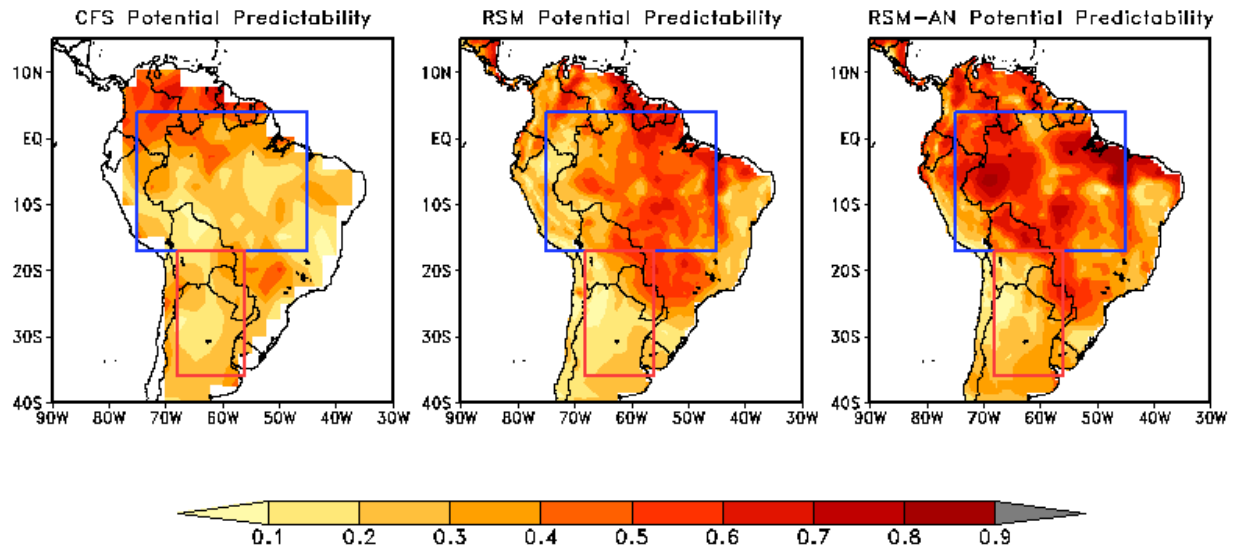 CFS Potential Predictability
RSM Potential Predictability
RSM-AN Potential Predictability
10N
EQ
10S
20S
30S
40S
90W 80W 70W 60W 50W 40W 30W
10N
EQ
10S
20S
30S
40S
90W 80W 70W 60W 50W 40W 30W
10N
EQ
10S
20S
30S
40S
90W 80W 70W 60W 50W 40W 30W
0.1 0.2 0.3 0.4 0.5 0.6 0.7 0.8 0.9